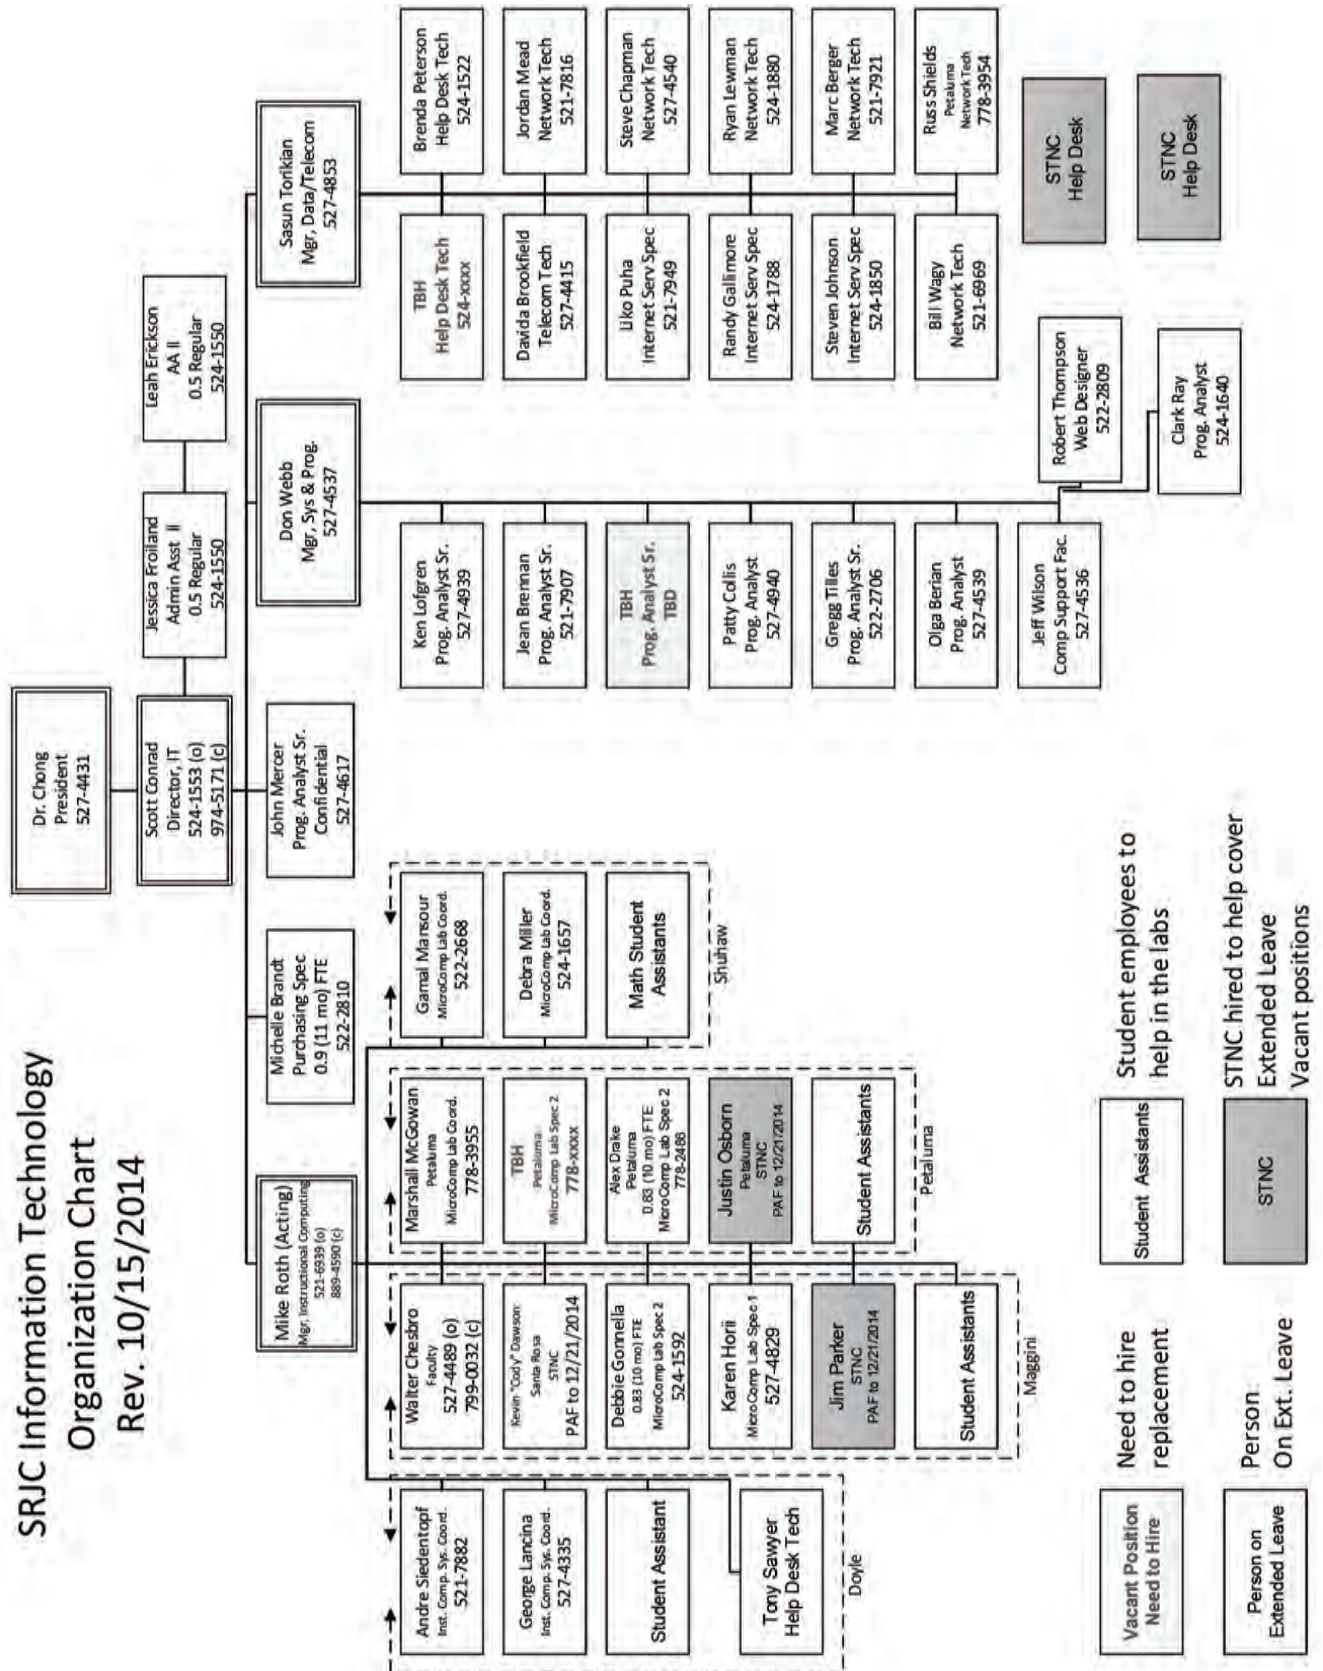 SRJC Information Technology
Organization Chart
Rev. 10/15/2014
Dr. Chong
President
527-4431
Scott Conrad
Director, IT
524-1553 (o)
974-5171 (c)
Jessica Froiland
Admin Asst II
0.5 Regular
524-1550
Leah Erickson
AA II
0.5 Regular
524-1550
Mike Roth (Acting)
Mgr. Instructional Computing
521-6939 (o)
889-4590 (c)
Michelle Brandt
Purchasing Spec
0.9 (11 mo) FTE
522-2810
John Mercer
Prog. Analyst Sr.
Confidential
527-4617
Don Webb
Mgr, Sys & Prog.
527-4537
Sasun Torikian
Mgr, Data/Telecom
527-4853
Andre Siedentopf
Inst. Comp. Sys. Coord.
521-7882
George Lancina
Inst. Comp. Sys. Coord.
527-4335
Student Assistant
Tony Sawyer
Help Desk Tech
Doyle
Walter Chesbro
Faculty
527-4489 (o)
799-0032 (c)
Kevin "Cody" Dawson:
Santa Rosa
STNC
PAF to 12/21/2014
Debbie Gonnella
0.83 (10 mo) FTE
MicroComp Lab Spec 2
524-1592
Karen Horii
MicroComp Lab Spec 1
527-4829
Jim Parker
STNC
PAF to 12/21/2014
Student Assistants
Maggini
Marshall McGowan
Petaluma
MicroComp Lab Coord.
778-3955
TBH
Petaluma
MicroComp Lab Spec 2
778-xxxx
Alex Drake
Petaluma
0.83 (10 mo) FTE
MicroComp Lab Spec 2
778-2486
Justin Osborn
Petaluma
STNC
PAF to 12/21/2014
Student Assistants
Petaluma
Gamal Mansour
MicroComp Lab Coord.
522-2668
Debra Miller
MicroComp Lab Coord.
524-1657
Math Student
Assistants
Shuhaw
Ken Lofgren
Prog. Analyst Sr.
527-4939
Jean Brennan
Prog. Analyst Sr.
521-7907
TBH
Prog. Analyst Sr.
TBD
Patty Collis
Prog. Analyst
527-4940
Gregg Tilles
Prog. Analyst Sr.
522-2706
Olga Berian
Prog. Analyst
527-4539
Jeff Wilson
Comp Support Fac.
527-4536
Robert Thompson
Web Designer
522-2809
Clark Ray
Prog. Analyst
524-1640
TBH
Help Desk Tech
524-xxxx
Davida Brookfield
Telecom Tech
527-4415
Liko Puha
Internet Serv Spec
521-7949
Randy Gallimore
Internet Serv Spec
524-1788
Steven Johnson
Internet Serv Spec
524-1850
Bill Wagy
Network Tech
521-6969
Brenda Peterson
Help Desk Tech
524-1522
Jordan Mead
Network Tech
521-7816
Steve Chapman
Network Tech
527-4540
Ryan Lewman
Network Tech
524-1880
Marc Berger
Network Tech
521-7921
Russ Shields
Petaluma
Network Tech
778-3954
STNC
Help Desk
STNC
Help Desk
Vacant Position
Need to Hire
Need to hire
replacement
Student Assistants
Student employees to
help in the labs
Person on
Extended Leave
Person:
On Ext. Leave
STNC
STNC hired to help cover
Extended Leave
Vacant positions